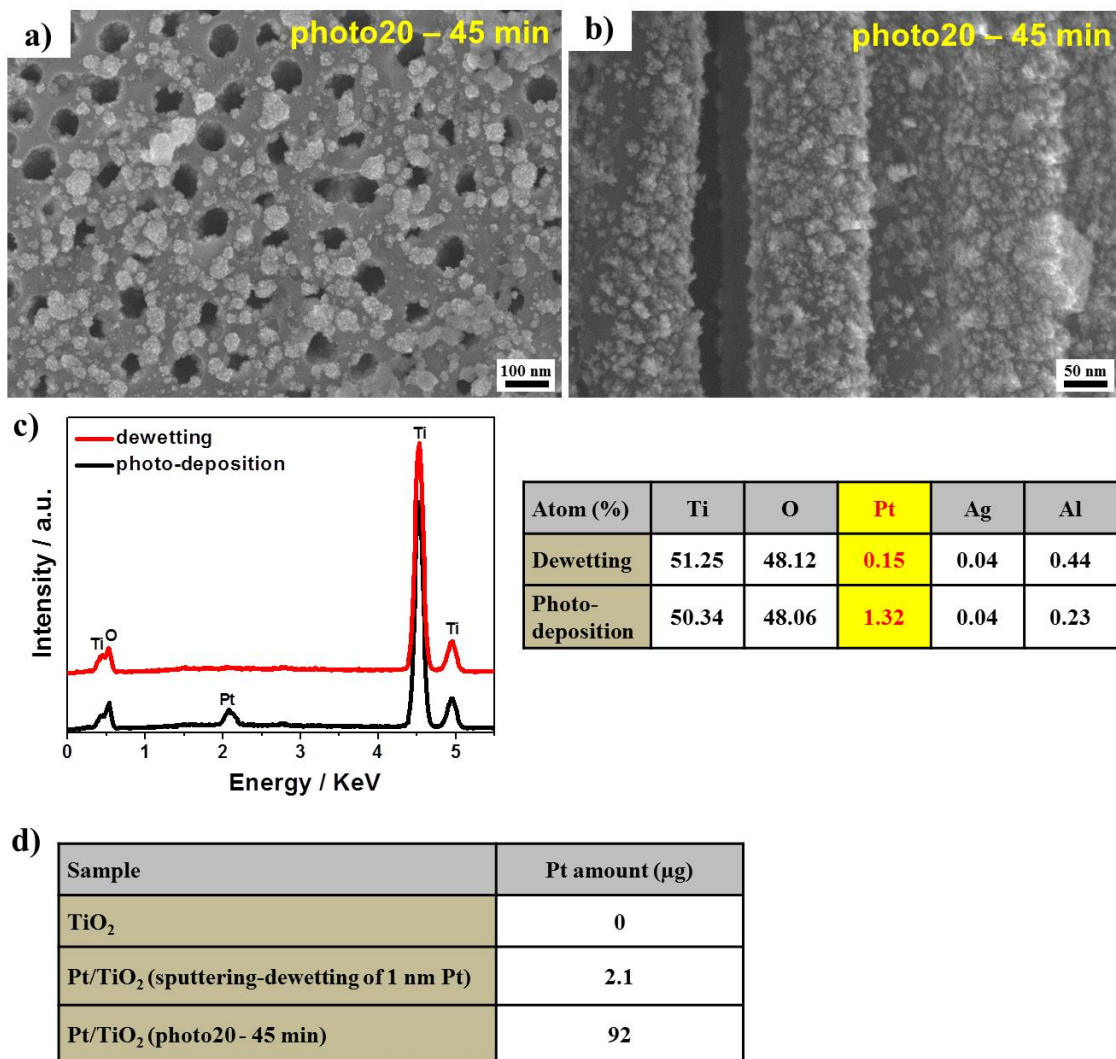 a)
photo20 – 45 min
100 nm
b)
photo20 – 45 min
50 nm
c)
dewetting
photo-deposition
Ti
Ti O
Pt
Ti
Intensity / a.u.
0 1 2 3 4 5
Energy / KeV
Atom (%) Ti O Pt Ag Al
Dewetting 51.25 48.12 0.15 0.04 0.44
Photo-
deposition 50.34 48.06 1.32 0.04 0.23
d)
Sample Pt amount (µg)
TiO₂ 0
Pt/TiO₂ (sputtering-dewetting of 1 nm Pt) 2.1
Pt/TiO₂ (photo20 - 45 min) 92